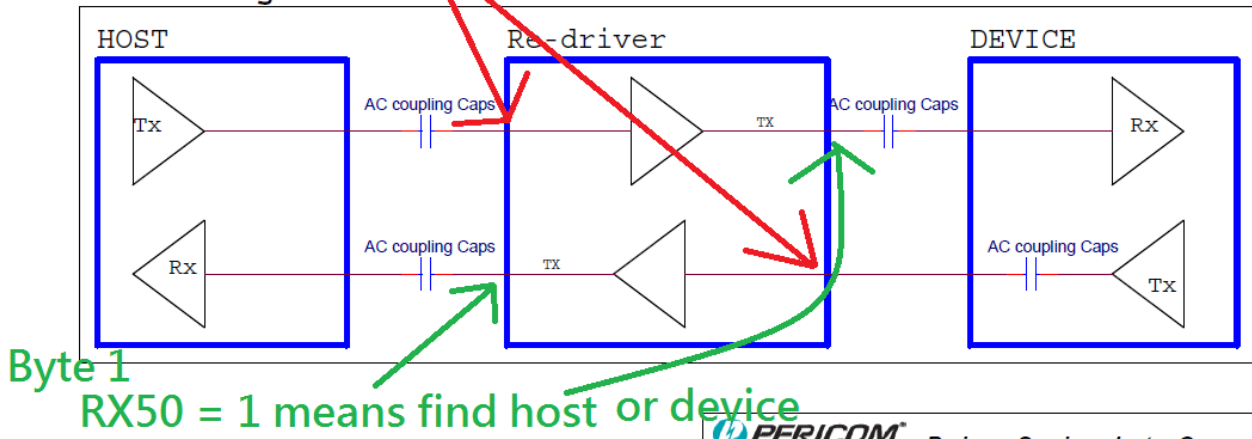 HOST Re-driver DEVICE
AC coupling Caps AC coupling Caps
Tx TX Rx
AC coupling Caps AC coupling Caps
Rx TX Tx
Byte 1
RX50 = 1 means find host or device
PERICOM®